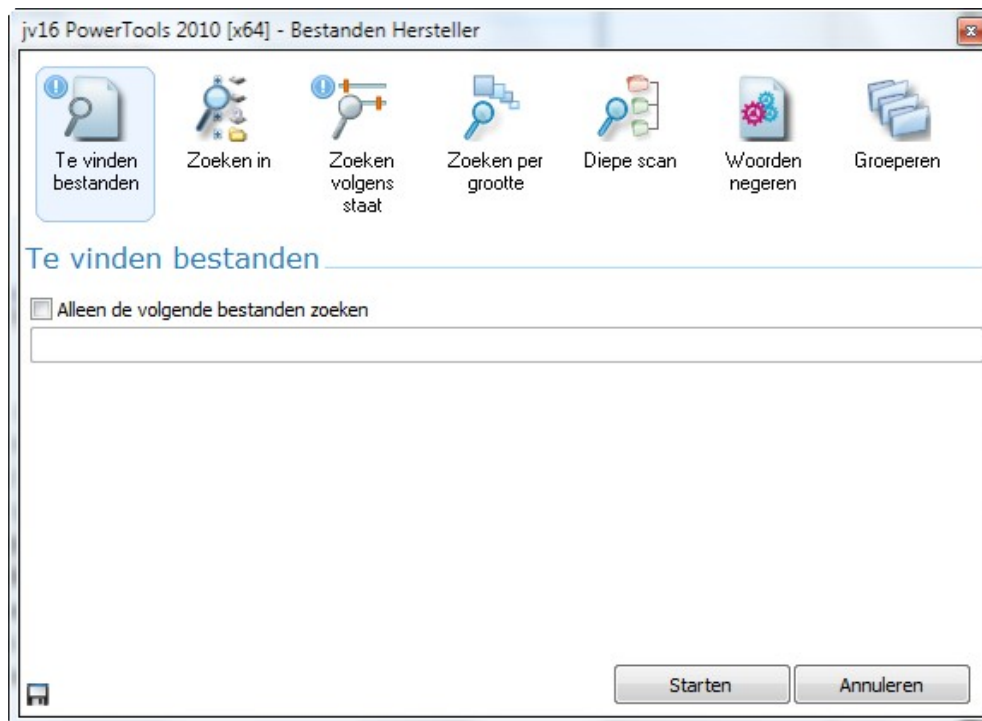 jv16 PowerTools 2010 [x64] - Bestanden Hersteller
Te vinden
bestanden
Zoeken in
Zoeken
volgens
staat
Zoeken per
grootte
Diepe scan
Woorden
negeren
Groeperen
Te vinden bestanden
Alleen de volgende bestanden zoeken
Starten
Annuleren